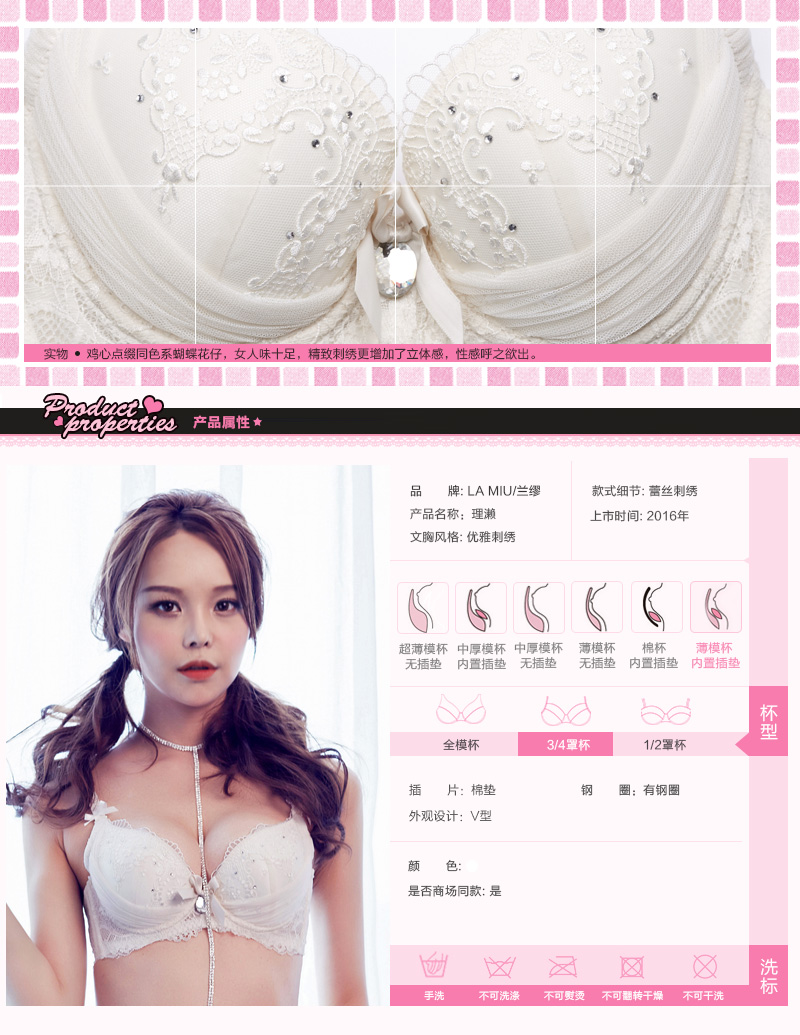 实物 ● 鸡心点缀同色系蝴蝶花仔，女人味十足，精致刺绣更增加了立体感，性感呼之欲出。
Product
properties 产品属性★
品 牌: LA MIU/兰缪
产品名称：理濑
文胸风格: 优雅刺绣
款式细节: 蕾丝刺绣
上市时间: 2016年
超薄模杯
无插垫
中厚模杯
内置插垫
中厚模杯
无插垫
薄模杯
无插垫
棉杯
内置插垫
薄模杯
内置插垫
杯型
全模杯
3/4罩杯
1/2罩杯
插 片: 棉垫
钢 圈：有钢圈
外观设计：V型
颜 色:
是否商场同款: 是
洗标
手洗
不可洗涤
不可熨烫
不可翻转干燥
不可干洗